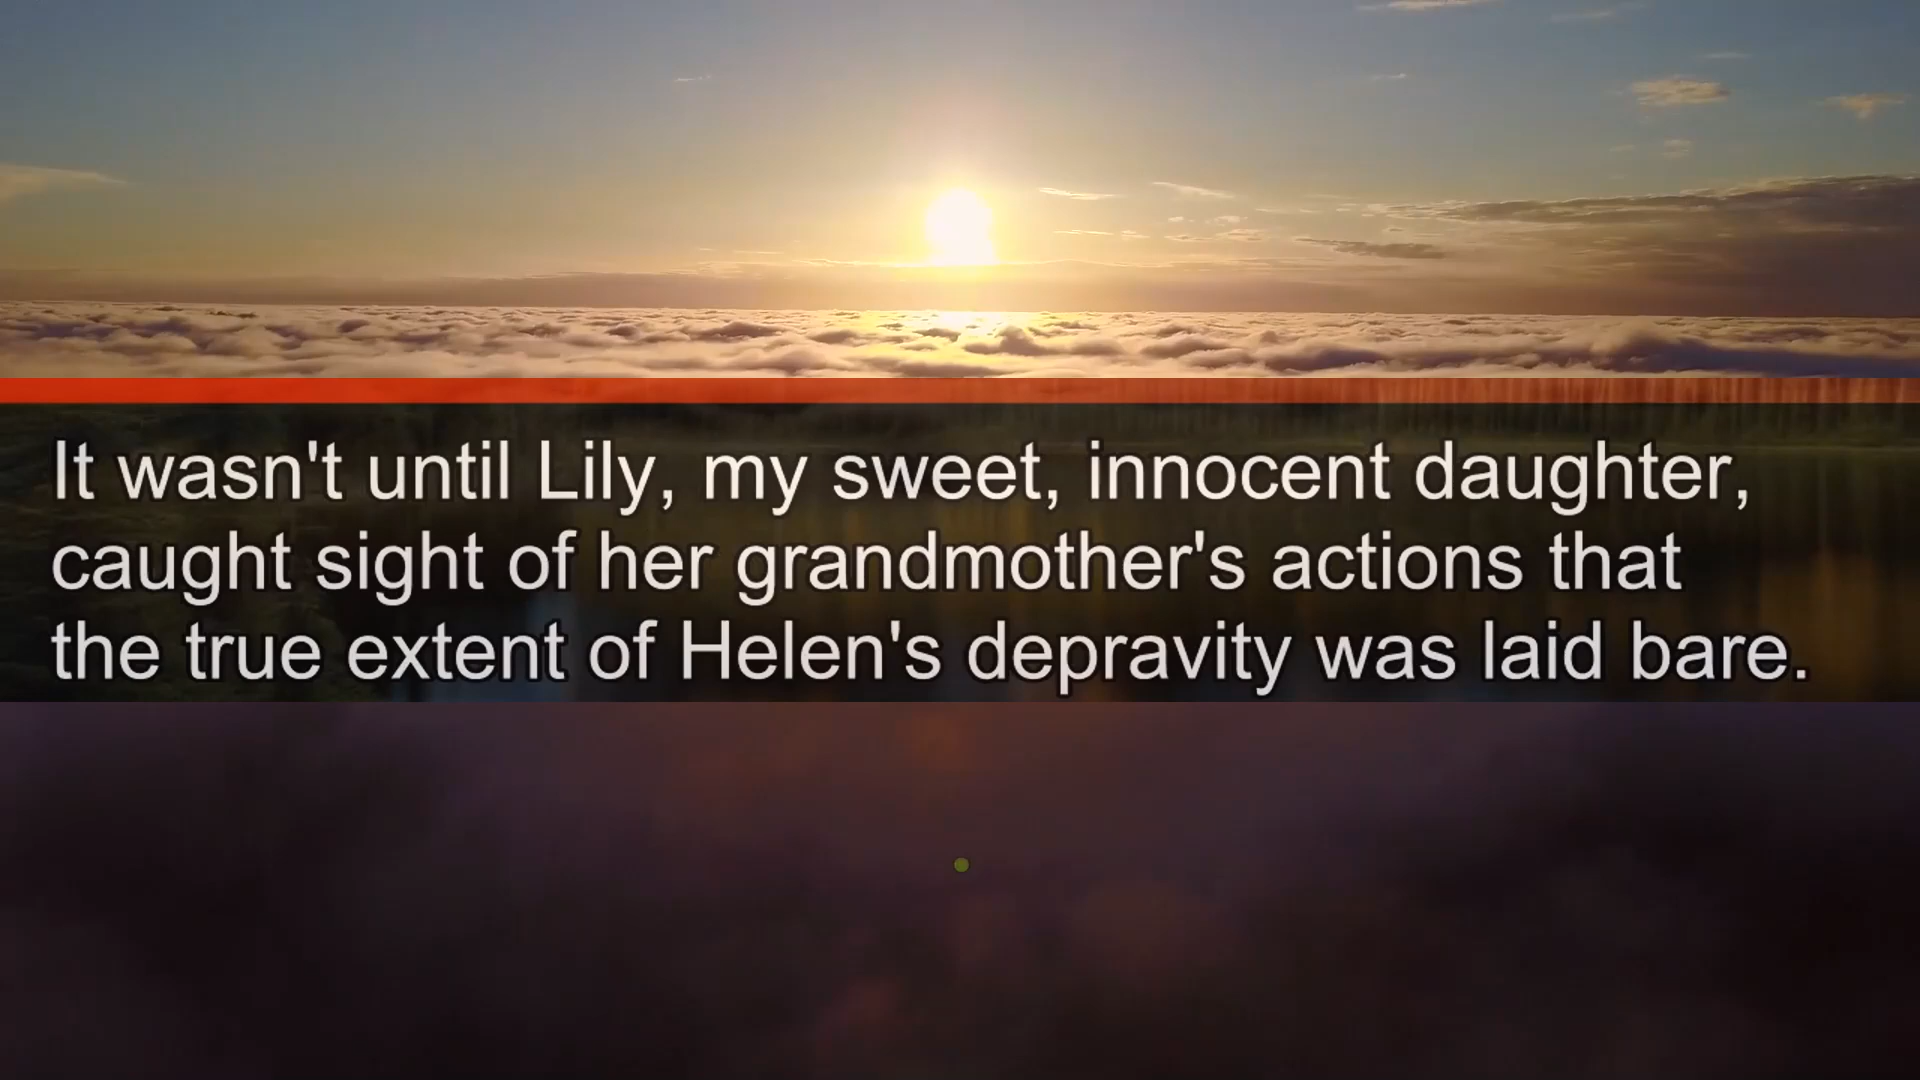 It wasn't until Lily, my sweet, innocent daughter,
caught sight of her grandmother's actions that
the true extent of Helen's depravity was laid bare.